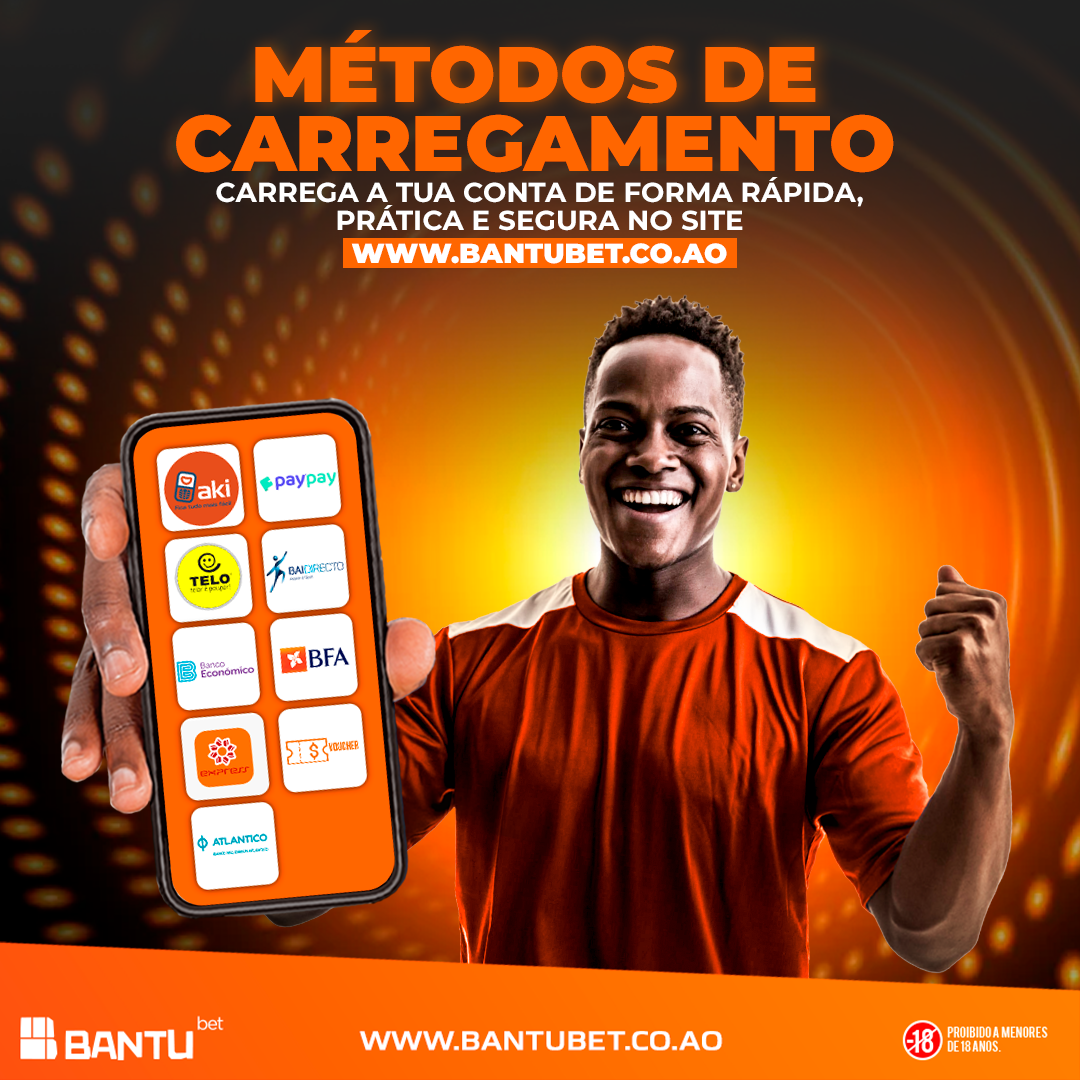 MÉTODOS DE
CARREGAMENTO
CARREGA A TUA CONTA DE FORMA RÁPIDA,
PRÁTICA E SEGURA NO SITE
WWW.BANTUBET.CO.AO
aki
paypay
TELO
BAIDIRECTO
Banco
Económico
BFA
express
$ VOUCHER
ATLANTICO
BANTU bet
WWW.BANTUBET.CO.AO
-18 PROIBIDO A MENORES
DE 18 ANOS.